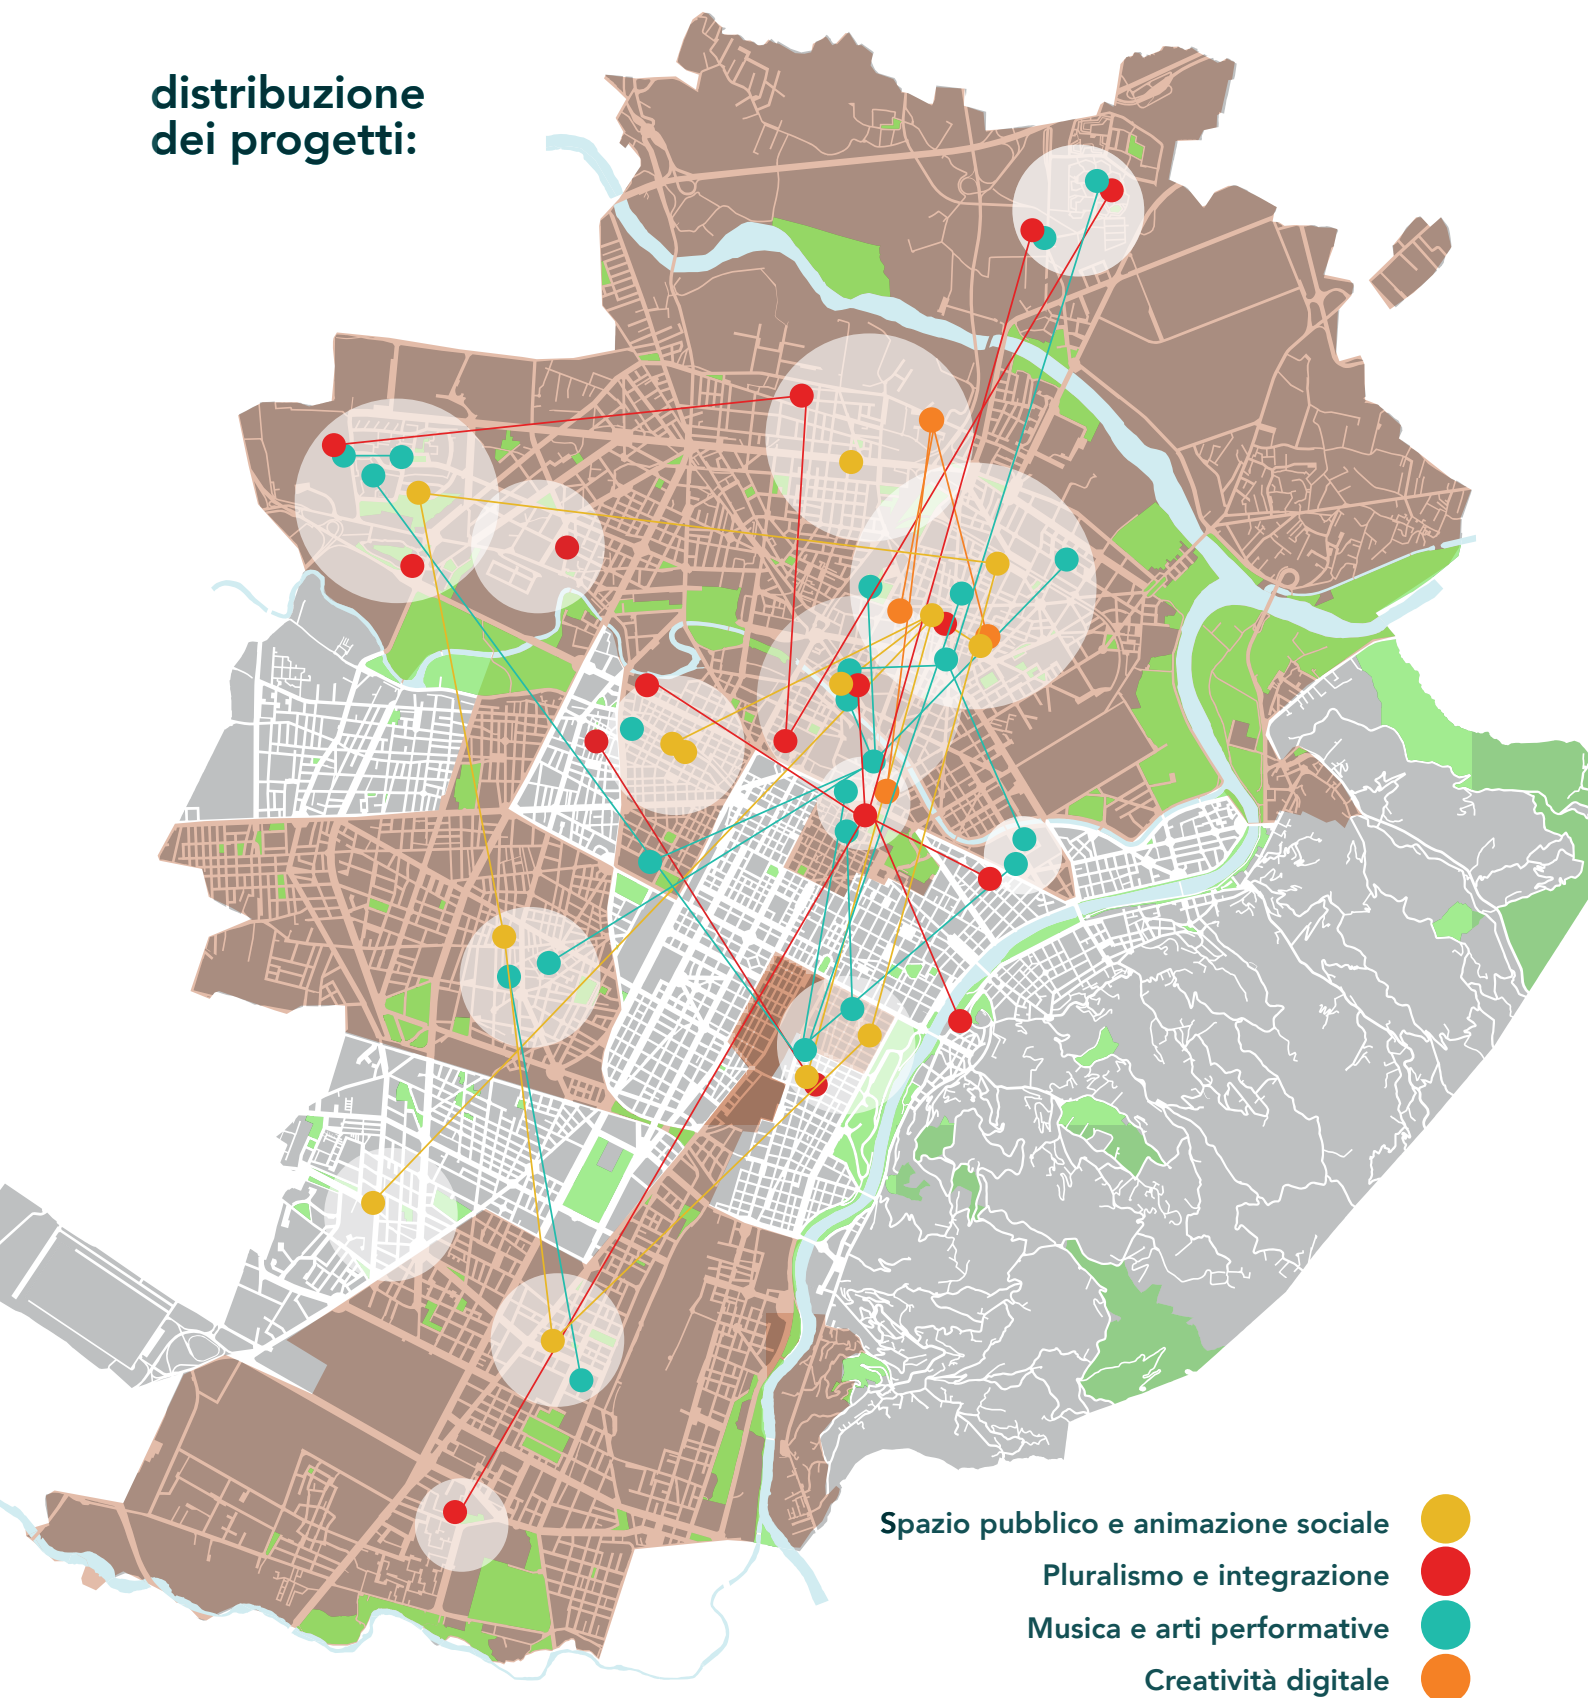 distribuzione
dei progetti:
Spazio pubblico e animazione sociale
Pluralismo e integrazione
Musica e arti performative
Creatività digitale